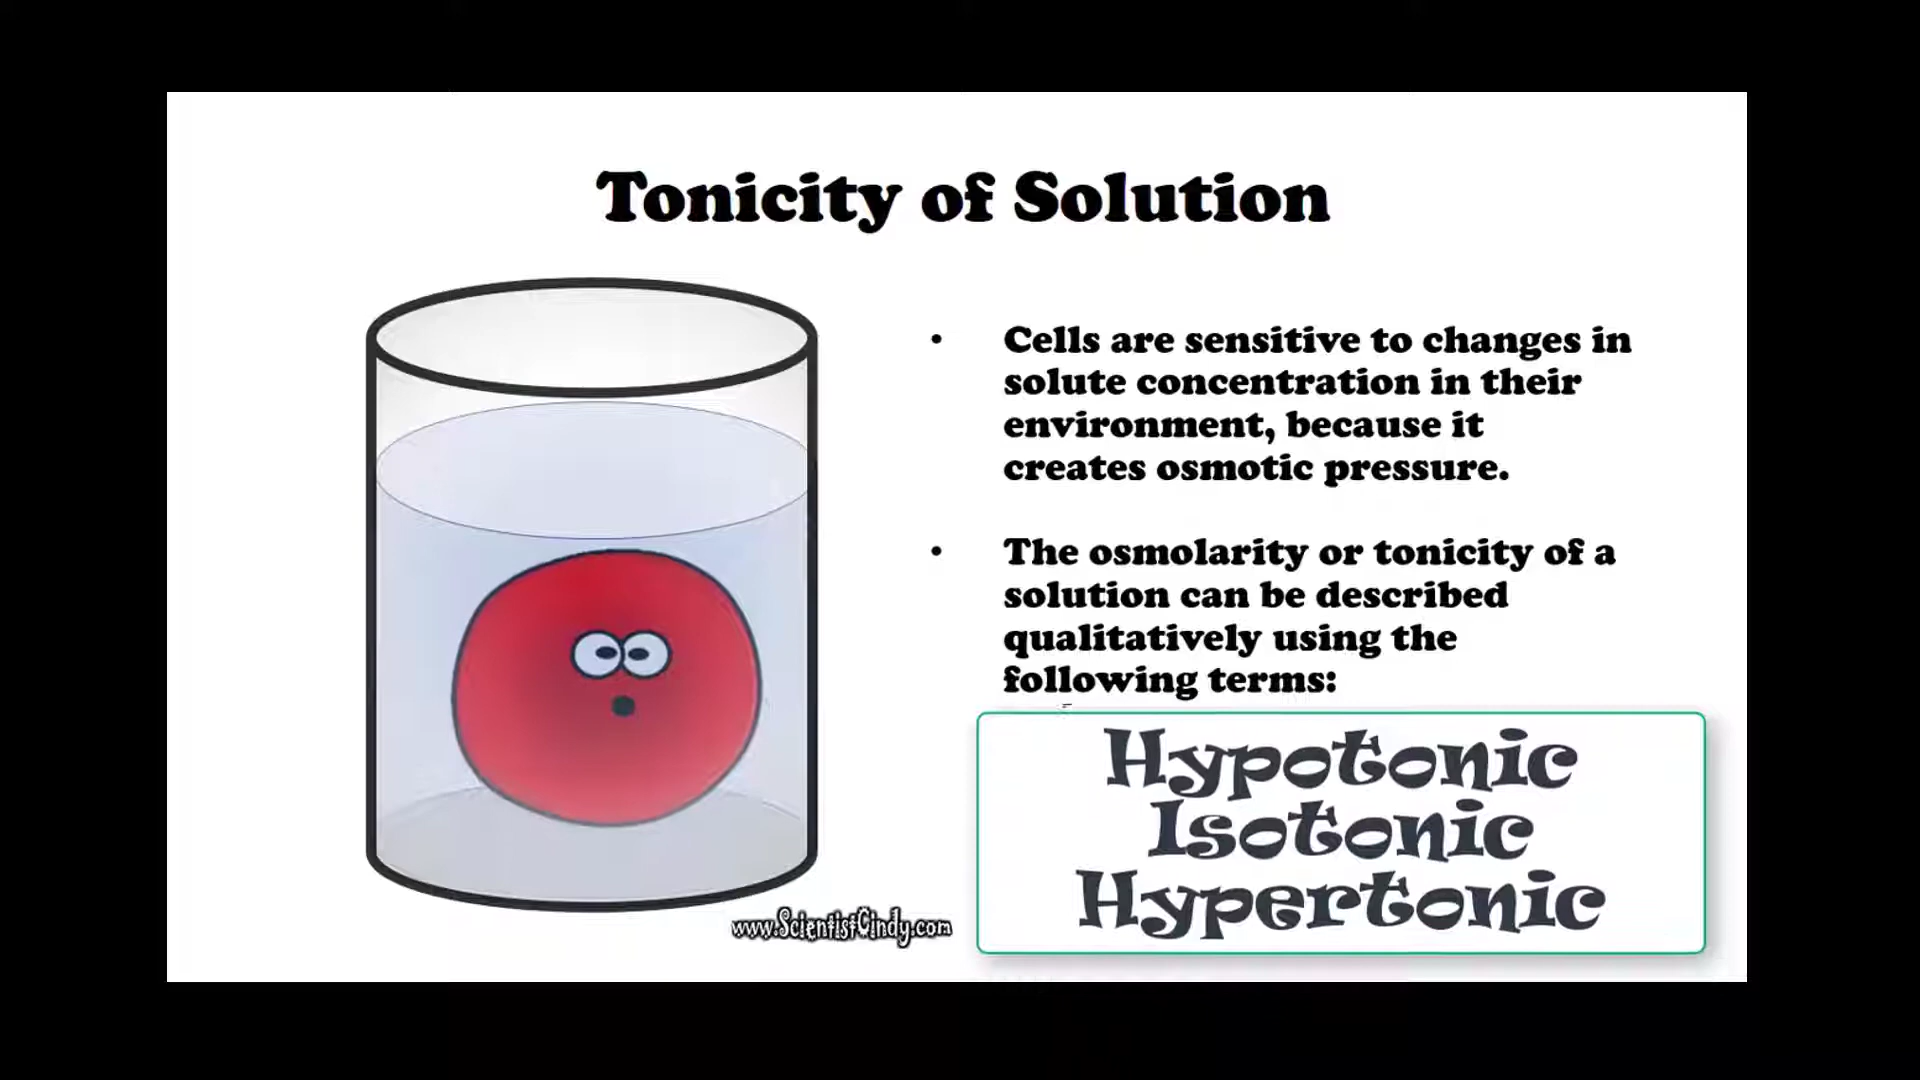 Tonicity of Solution
• Cells are sensitive to changes in
solute concentration in their
environment, because it
creates osmotic pressure.
• The osmolarity or tonicity of a
solution can be described
qualitatively using the
following terms:
Hypotonic
Isotonic
Hypertonic
www.ScientistCindy.com